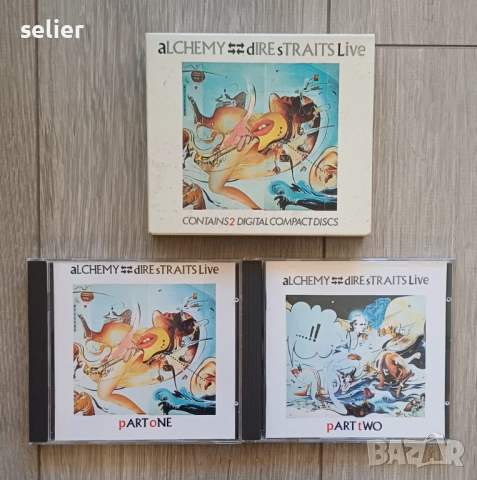 selier
aLCHEMY ⇆ dIRE sTRAITS Live
CONTAINS 2 DIGITAL COMPACT DISCS
aLCHEMY ⇆ dIRE sTRAITS Live
pART oNE
aLCHEMY ⇆ dIRE sTRAITS Live
...!!
pART tWO
bazar